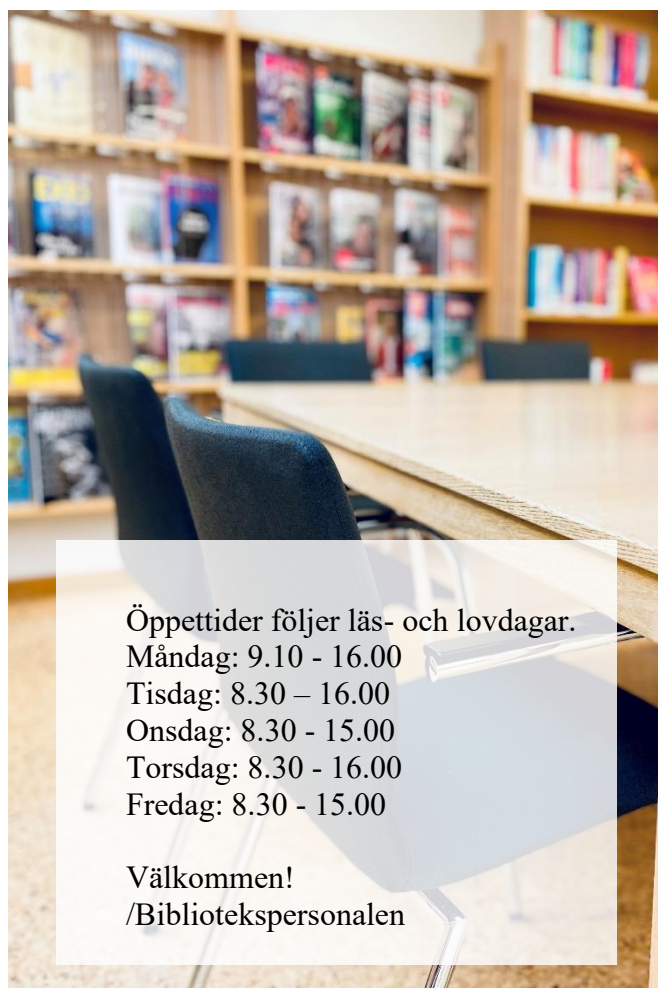 Öppettider följer läs- och lovdagar.
Måndag: 9.10 - 16.00
Tisdag: 8.30 – 16.00
Onsdag: 8.30 - 15.00
Torsdag: 8.30 - 16.00
Fredag: 8.30 - 15.00
Välkommen!
/Bibliotekspersonalen